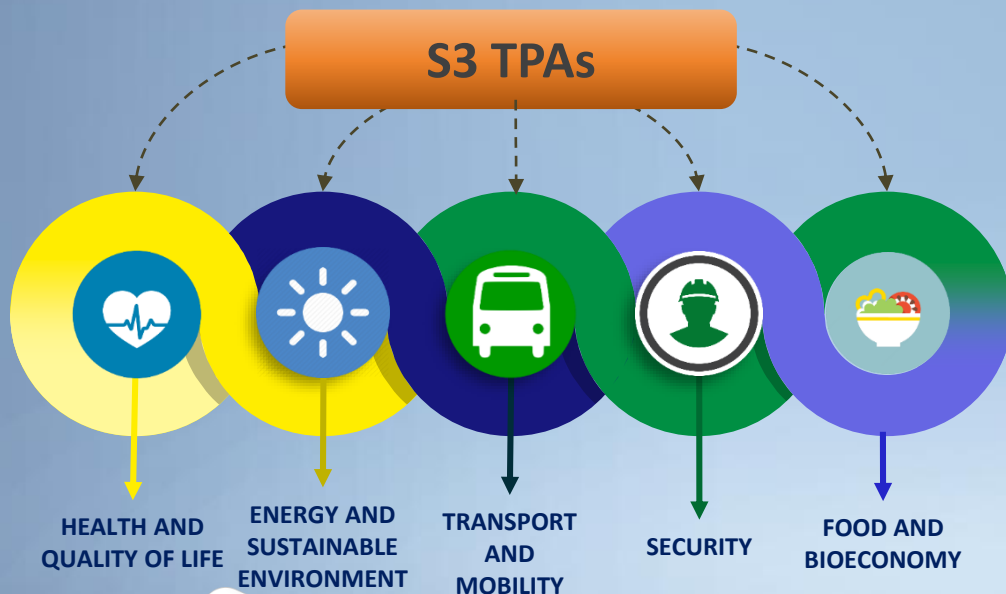 S3 TPAs
HEALTH AND
QUALITY OF LIFE
ENERGY AND
SUSTAINABLE
ENVIRONMENT
TRANSPORT
AND
MOBILITY
SECURITY
FOOD AND
BIOECONOMY